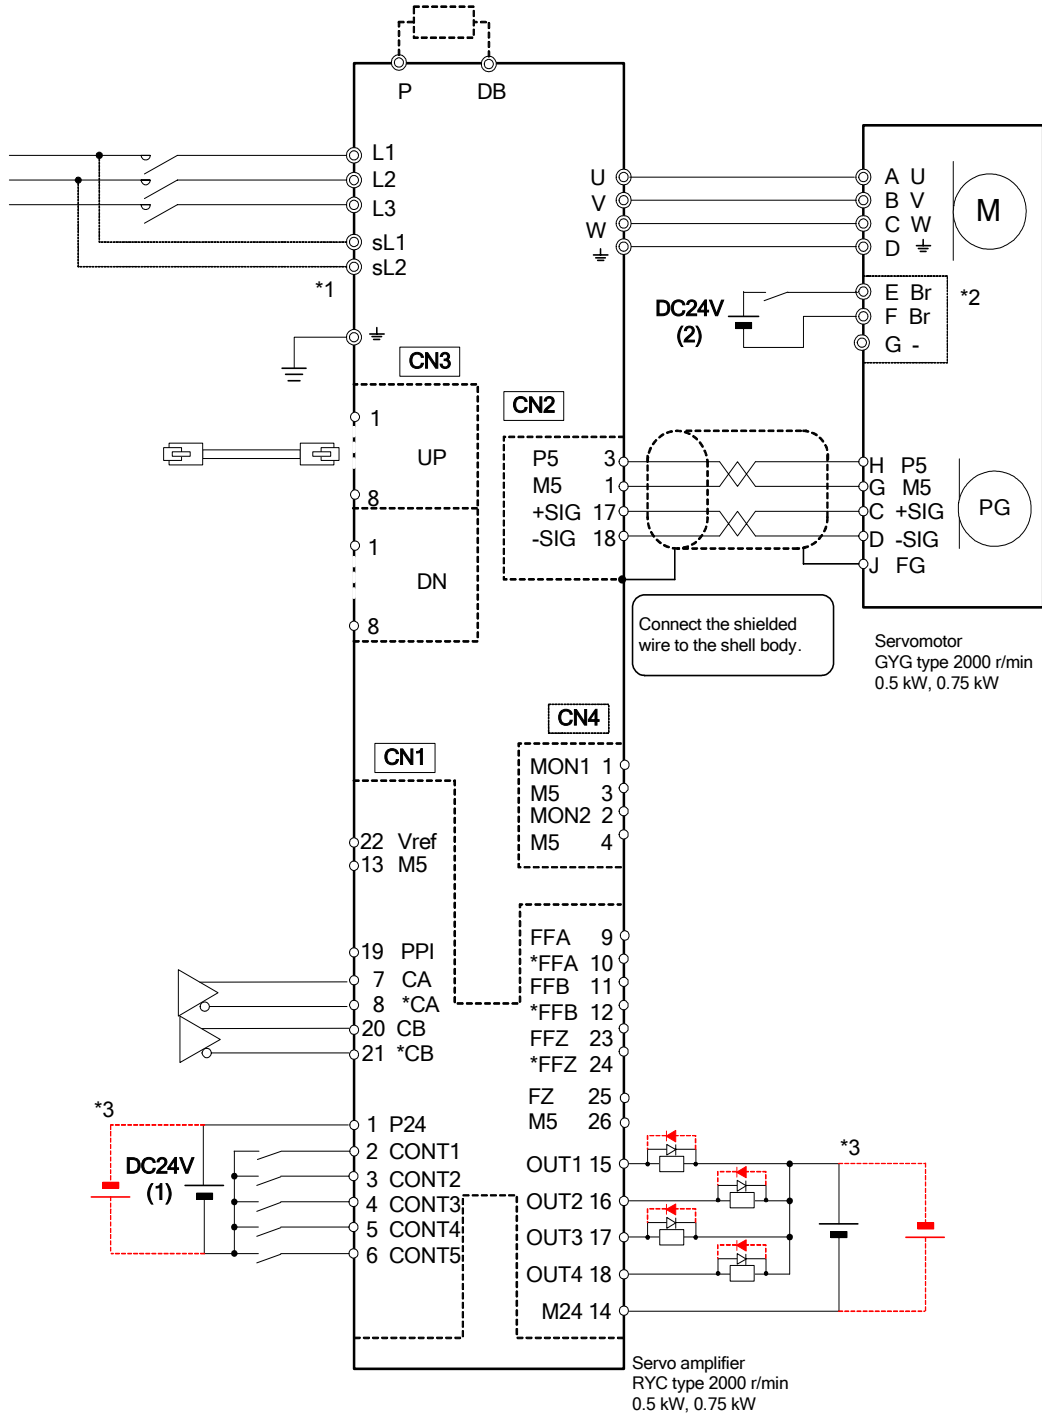 P
DB
L1
L2
L3
sL1
sL2
*1
U
V
W
A U
B V
C W
D
M
E Br
F Br
G -
*2
DC24V
(2)
CN3
1
UP
8
1
DN
8
CN2
P5 3
M5 1
+SIG 17
-SIG 18
H P5
G M5
C +SIG
D -SIG
J FG
PG
Connect the shielded
wire to the shell body.
Servomotor
GYG type 2000 r/min
0.5 kW, 0.75 kW
CN4
MON1 1
M5 3
MON2 2
M5 4
CN1
22 Vref
13 M5
19 PPI
7 CA
8 *CA
20 CB
21 *CB
FFA 9
*FFA 10
FFB 11
*FFB 12
FFZ 23
*FFZ 24
FZ 25
M5 26
*3
DC24V
(1)
1 P24
2 CONT1
3 CONT2
4 CONT3
5 CONT4
6 CONT5
OUT1 15
OUT2 16
OUT3 17
OUT4 18
M24 14
*3
Servo amplifier
RYC type 2000 r/min
0.5 kW, 0.75 kW